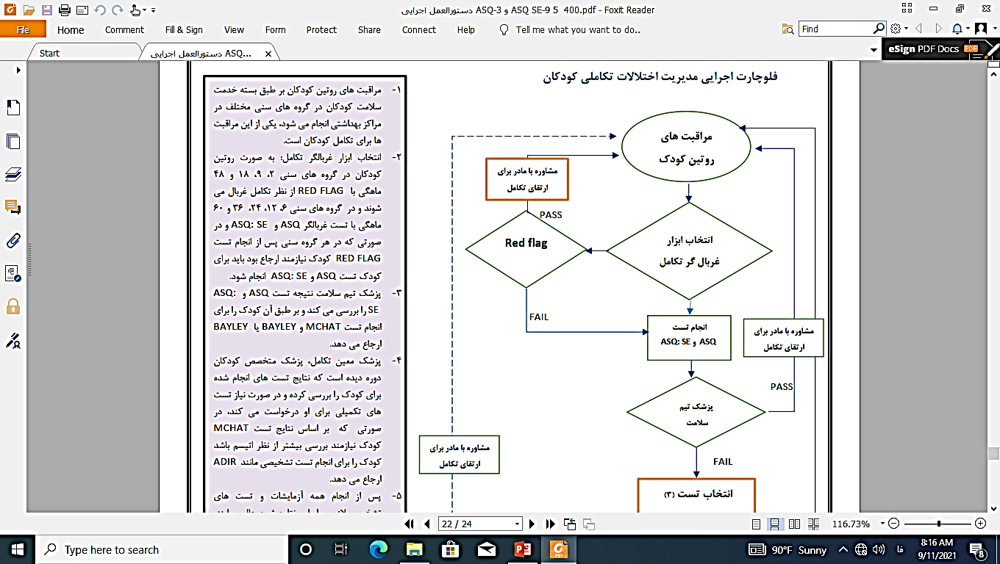 دستورالعمل اجرایی ASQ-3 و ASQ SE-9 5 400.pdf - Foxit Reader
File Home Comment Fill & Sign View Form Protect Share Connect Help Tell me what you want to do.. Find
Start
دستورالعمل اجرایی ASQ...
eSign PDF Docs
فلوچارت اجرایی مدیریت اختلالات تکاملی کودکان
مراقبت های
روتین کودک
مشاوره با مادر برای
ارتقای تکامل
PASS
Red flag
انتخاب ابزار
غربال گر تکامل
FAIL
انجام تست
ASQ و ASQ: SE
مشاوره با مادر برای
ارتقای تکامل
PASS
پزشک تیم
سلامت
مشاوره با مادر برای
ارتقای تکامل
FAIL
انتخاب تست (۳)
۱- مراقبت های روتین کودکان بر طبق بسته خدمت
سلامت کودکان در گروه های سنی مختلف در
مراکز بهداشتی انجام می شود، یکی از این مراقبت
ها برای تکامل کودکان است.
۲- انتخاب ابزار غربالگر تکامل: به صورت روتین
کودکان در گروه های سنی ۲، ۹، ۱۸ و ۴۸
ماهگی با RED FLAG از نظر تکامل غربال می
شوند و در گروه های سنی ۶، ۱۲، ۲۴، ۳۶ و ۶۰
ماهگی با تست غربالگر ASQ و ASQ: SE و در
صورتی که در هر گروه سنی پس از انجام تست
RED FLAG کودک نیازمند ارجاع بود باید برای
کودک تست ASQ و ASQ: SE انجام شود.
۳- پزشک تیم سلامت نتیجه تست ASQ و ASQ:
SE را بررسی می کند و بر طبق آن کودک را برای
انجام تست MCHAT و BAYLEY یا BAYLEY
ارجاع می دهد.
۴- پزشک معین تکامل، پزشک متخصص کودکان
دوره دیده است که نتایج تست های انجام شده
برای کودک را بررسی کرده و در صورت نیاز تست
های تکمیلی برای او درخواست می کند، در
صورتی که بر اساس نتایج تست MCHAT
کودک نیازمند بررسی بیشتر از نظر اتیسم باشد
کودک را برای انجام تست تشخیصی مانند ADIR
ارجاع می دهد.
۵- پس از انجام همه آزمایشات و تست های
22 / 24
116.73%
Type here to search
90°F Sunny
فا
8:16 AM
9/11/2021
8